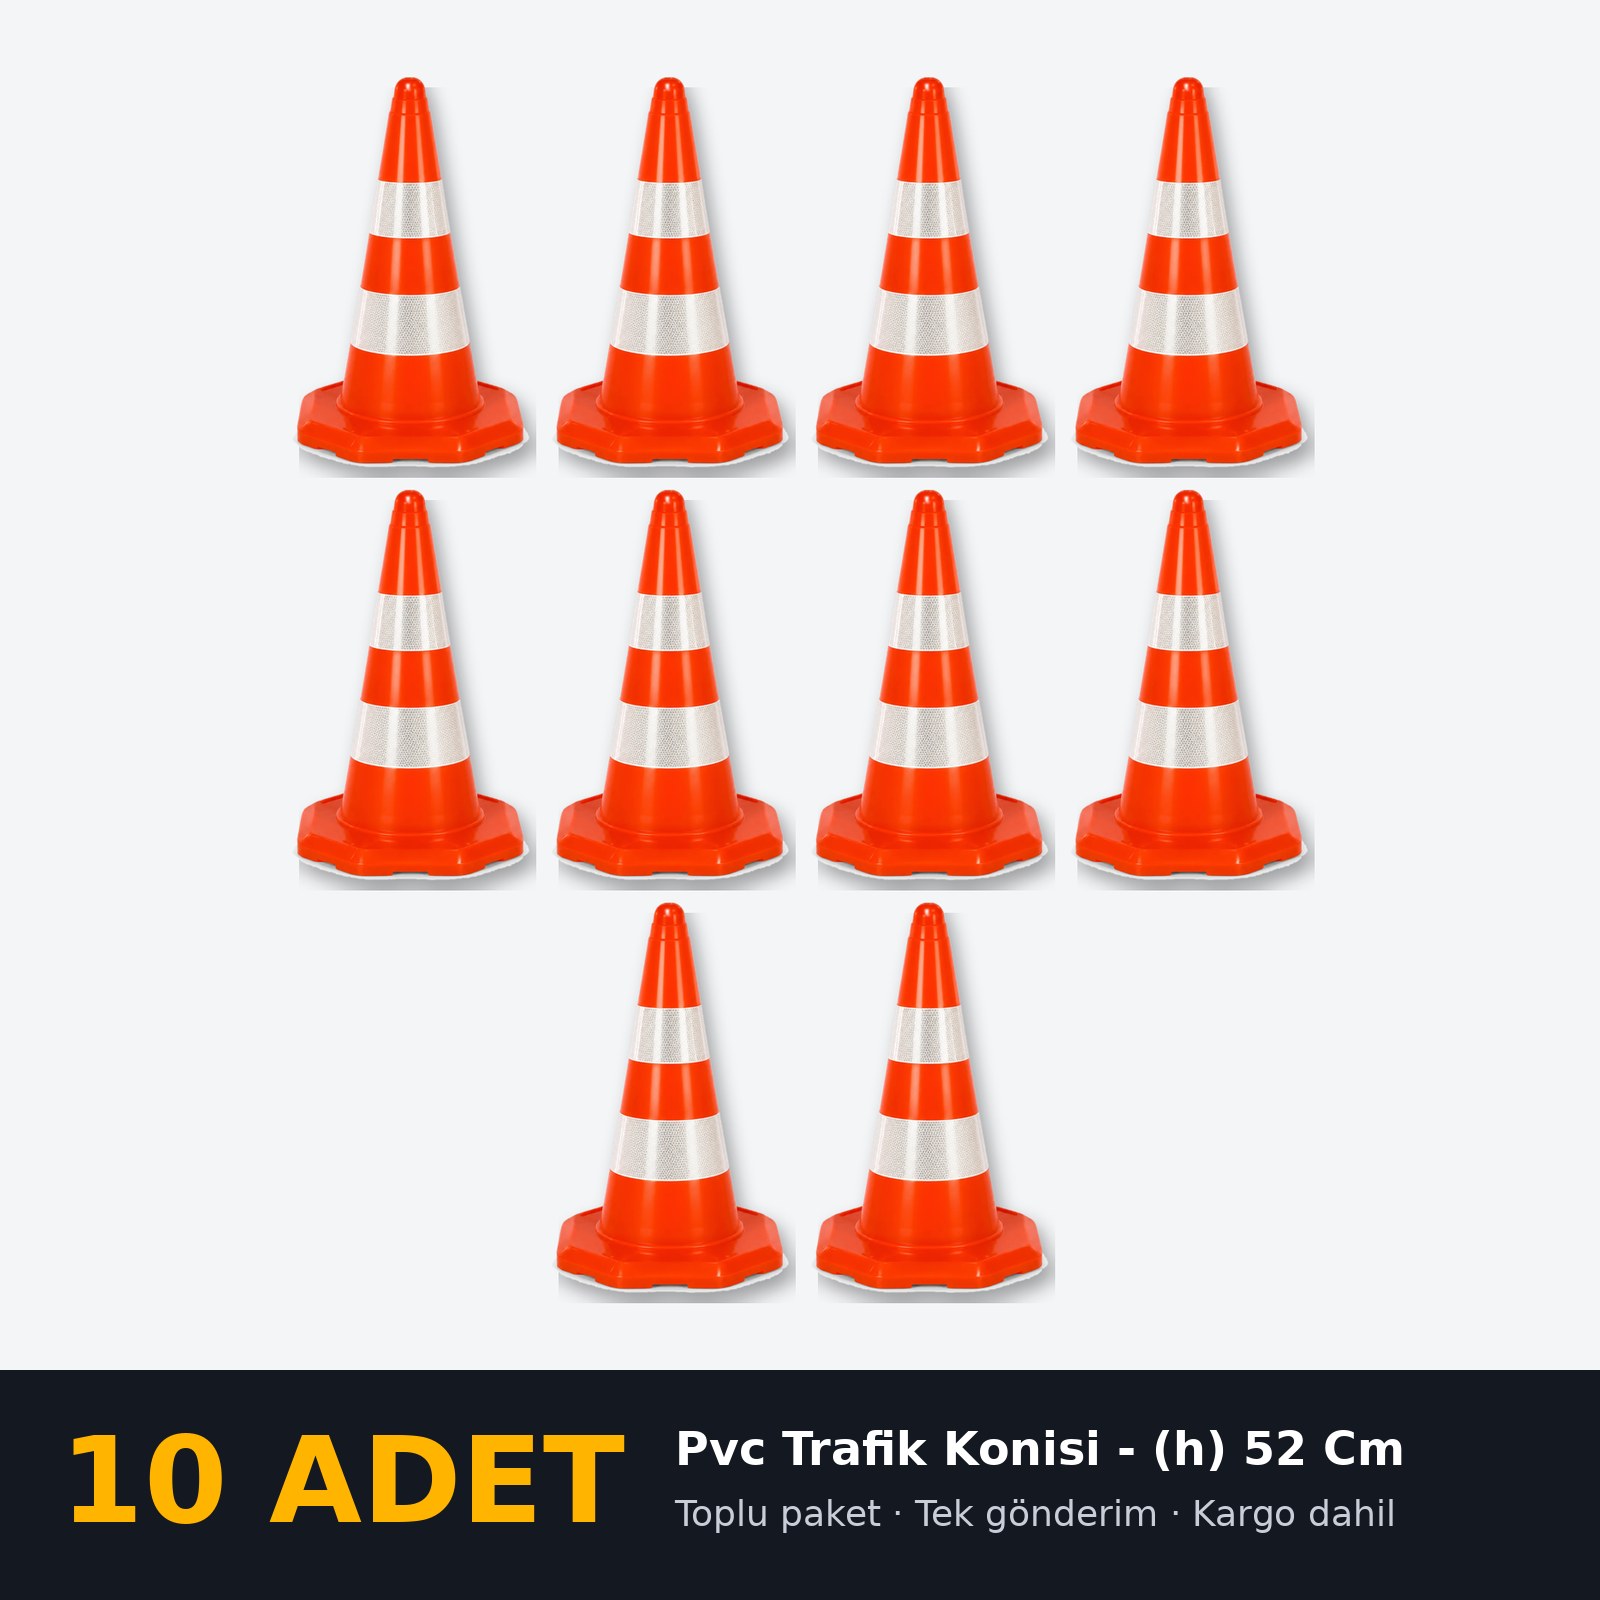 10 ADET
Pvc Trafik Konisi - (h) 52 Cm
Toplu paket · Tek gönderim · Kargo dahil